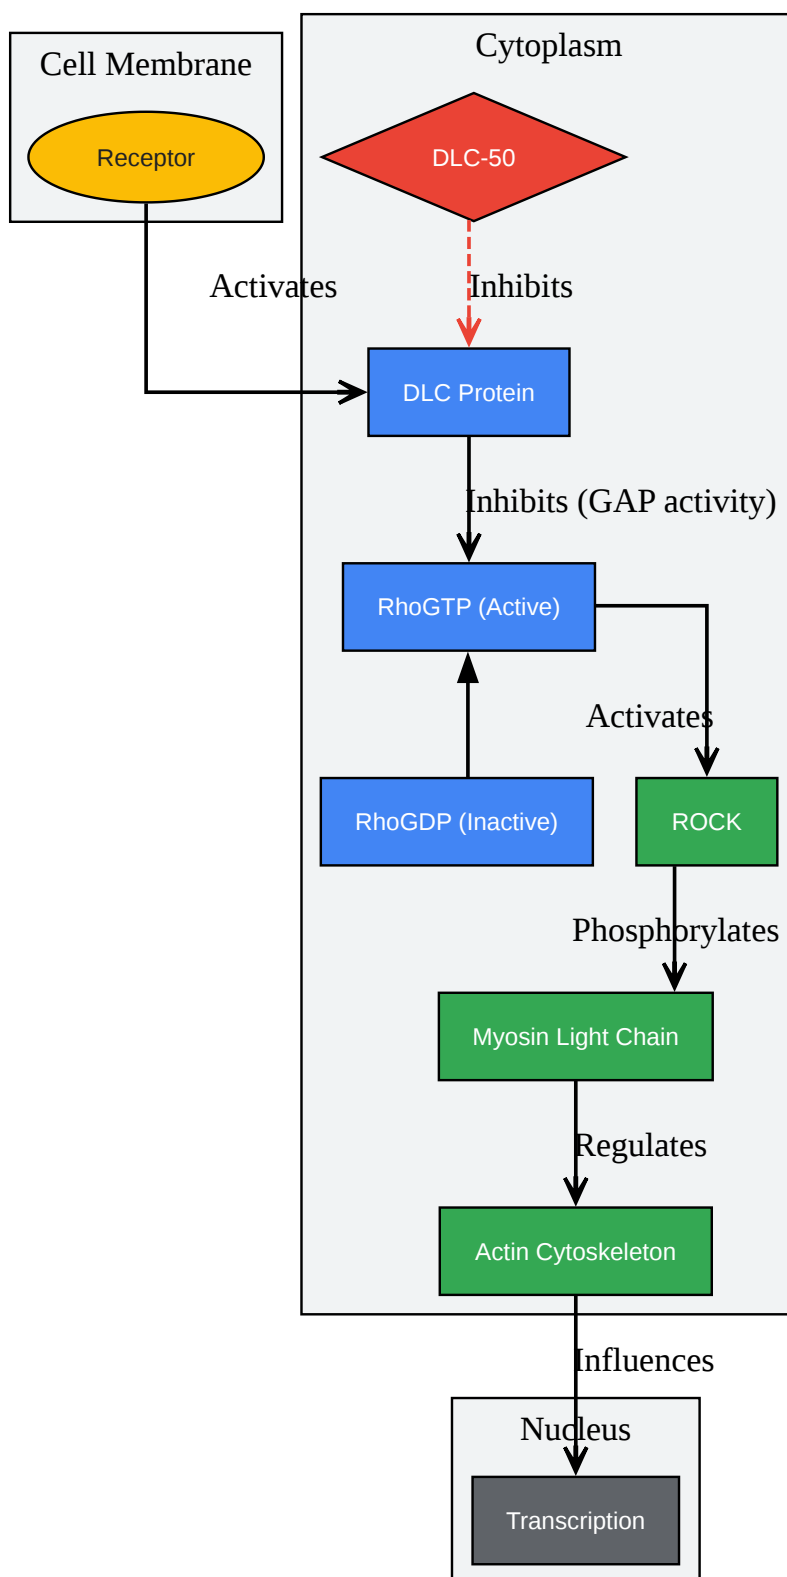 Cytoplasm
Cell Membrane
Receptor
DLC-50
Activates
Inhibits
DLC Protein
Inhibits (GAP activity)
RhoGTP (Active)
Activates
RhoGDP (Inactive)
ROCK
Phosphorylates
Myosin Light Chain
Regulates
Actin Cytoskeleton
Influences
Nucleus
Transcription